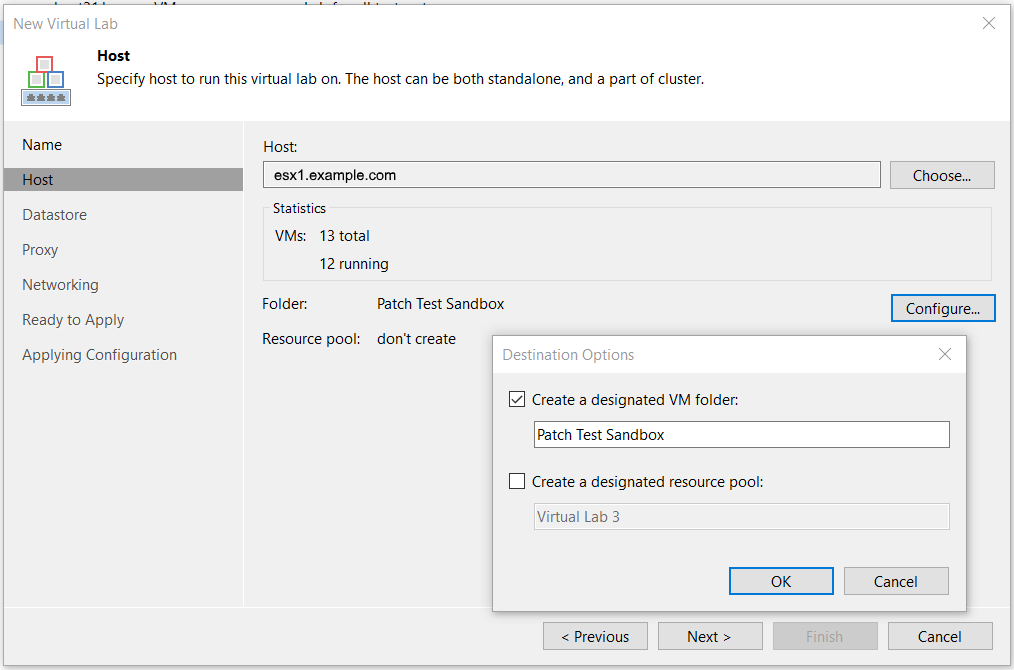 New Virtual Lab
Host
Specify host to run this virtual lab on. The host can be both standalone, and a part of cluster.
Name
Host
Datastore
Proxy
Networking
Ready to Apply
Applying Configuration
Host:
esx1.example.com
Choose...
Statistics
VMs: 13 total
12 running
Folder: Patch Test Sandbox
Configure...
Resource pool: don't create
Destination Options
Create a designated VM folder:
Patch Test Sandbox
Create a designated resource pool:
Virtual Lab 3
OK Cancel
< Previous Next > Finish Cancel